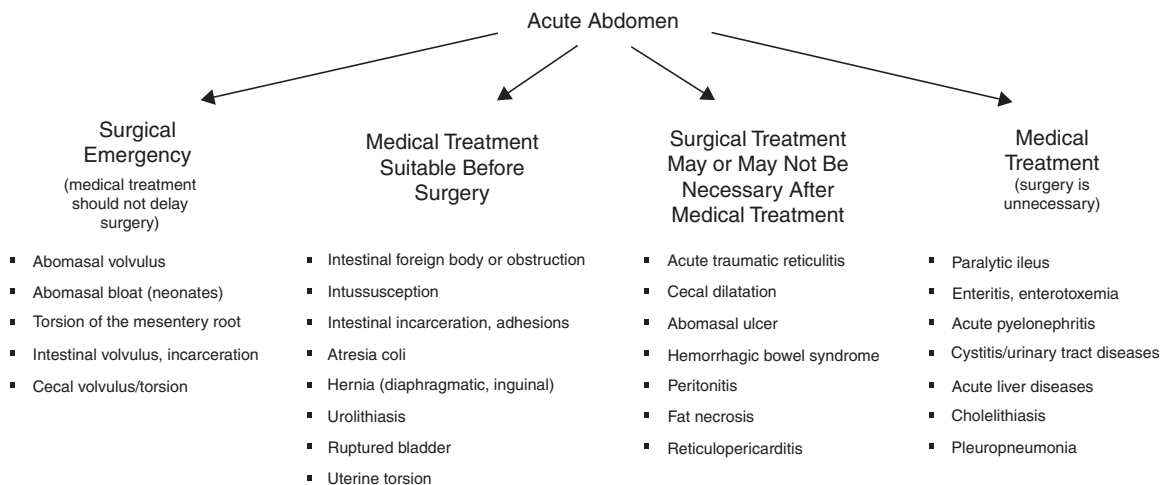 Acute Abdomen
Surgical
Emergency
(medical treatment
should not delay
surgery)
▪ Abomasal volvulus
▪ Abomasal bloat (neonates)
▪ Torsion of the mesentery root
▪ Intestinal volvulus, incarceration
▪ Cecal volvulus/torsion
Medical Treatment
Suitable Before
Surgery
▪ Intestinal foreign body or obstruction
▪ Intussusception
▪ Intestinal incarceration, adhesions
▪ Atresia coli
▪ Hernia (diaphragmatic, inguinal)
▪ Urolithiasis
▪ Ruptured bladder
▪ Uterine torsion
Surgical Treatment
May or May Not Be
Necessary After
Medical Treatment
▪ Acute traumatic reticulitis
▪ Cecal dilatation
▪ Abomasal ulcer
▪ Hemorrhagic bowel syndrome
▪ Peritonitis
▪ Fat necrosis
▪ Reticulopericarditis
Medical
Treatment
(surgery is
unnecessary)
▪ Paralytic ileus
▪ Enteritis, enterotoxemia
▪ Acute pyelonephritis
▪ Cystitis/urinary tract diseases
▪ Acute liver diseases
▪ Cholelithiasis
▪ Pleuropneumonia